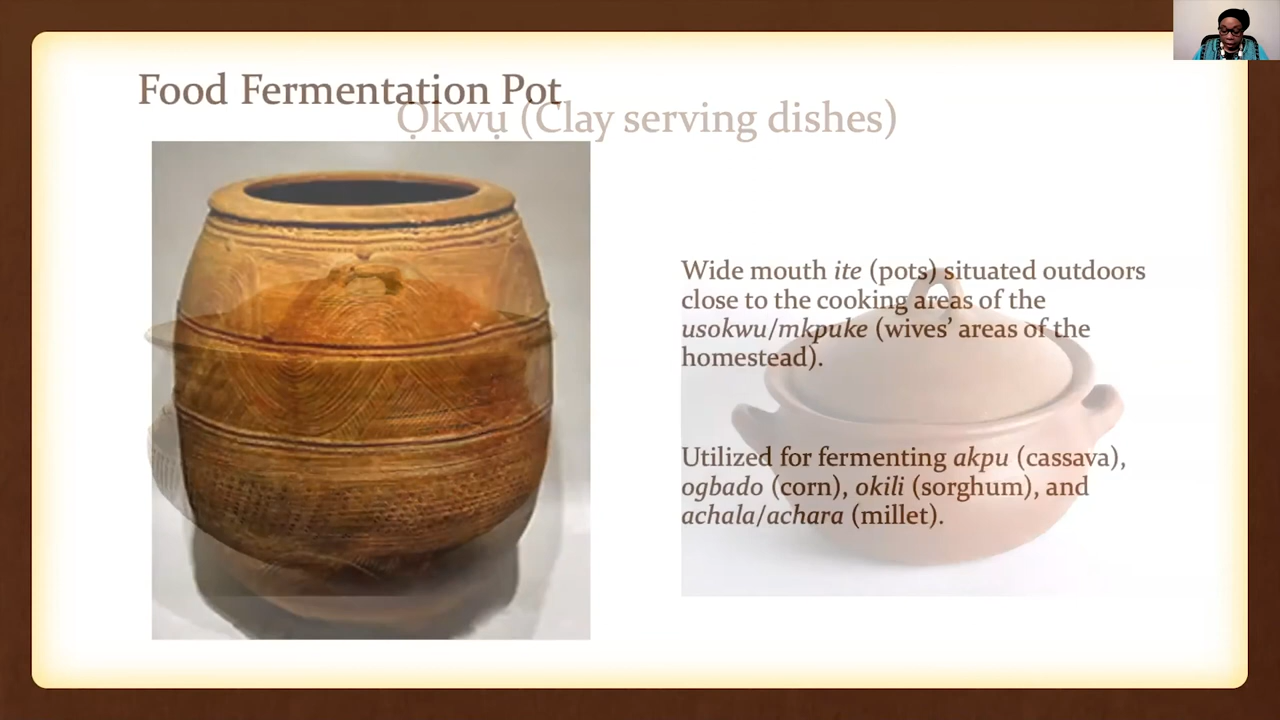 Food Fermentation Pot
Ọkwụ (Clay serving dishes)
Wide mouth ite (pots) situated outdoors
close to the cooking areas of the
usokwu/mkpuke (wives’ areas of the
homestead).
Utilized for fermenting akpu (cassava),
ogbado (corn), okili (sorghum), and
achala/achara (millet).